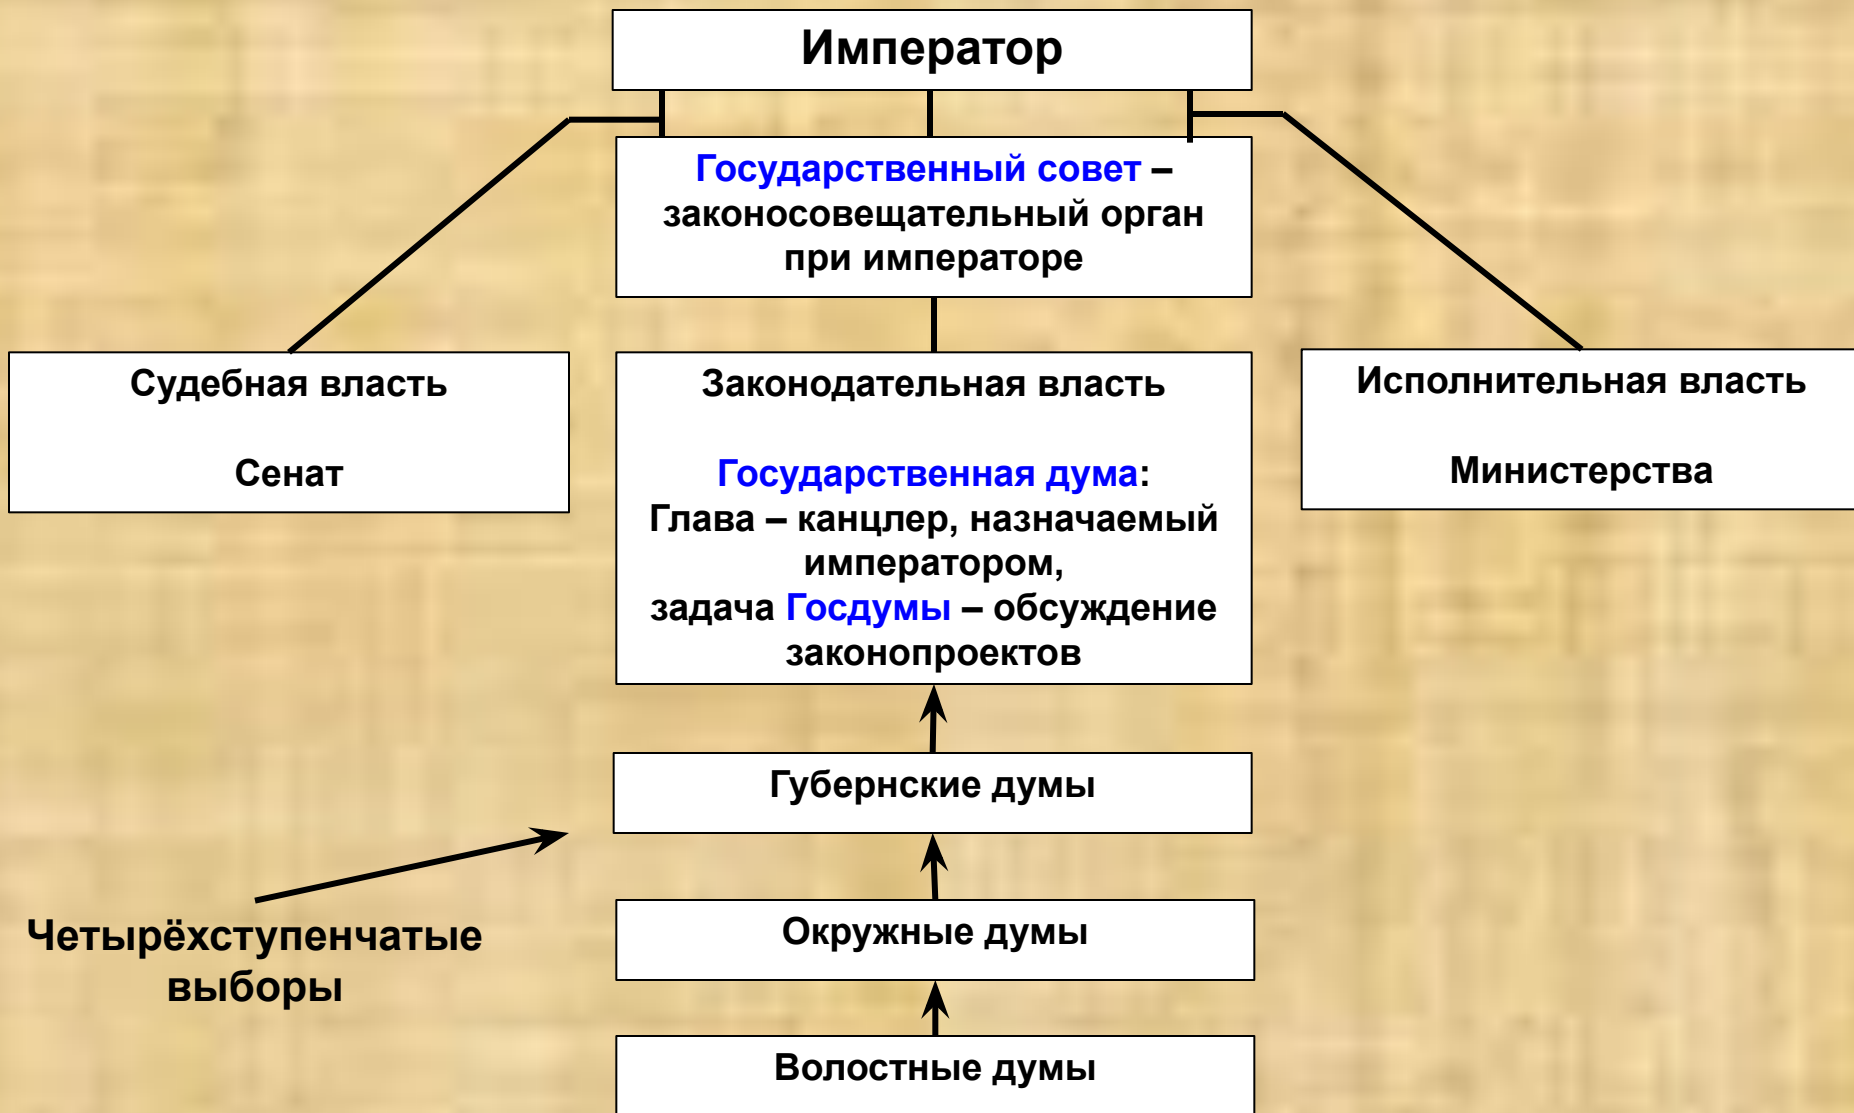 Император
Государственный совет –
законосовещательный орган
при императоре
Судебная власть
Сенат
Законодательная власть
Государственная дума:
Глава – канцлер, назначаемый
императором,
задача Госдумы – обсуждение
законопроектов
Исполнительная власть
Министерства
Губернские думы
Четырёхступенчатые
выборы
Окружные думы
Волостные думы